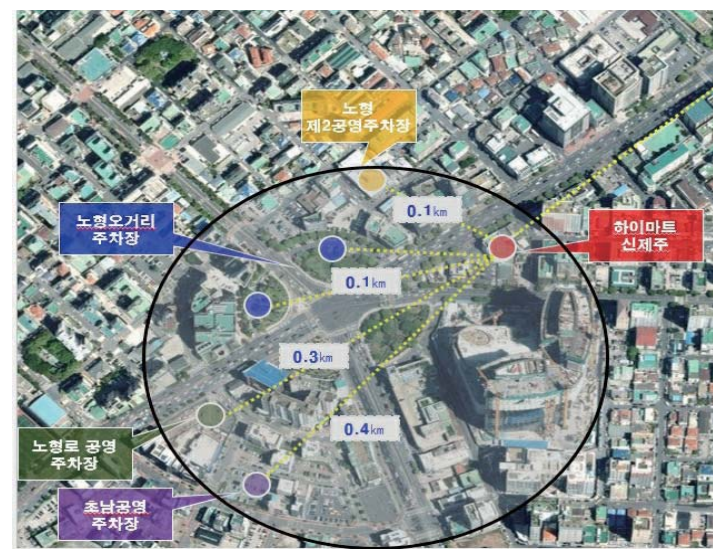 노형
제2공영주차장
0.1km
노형오거리
주차장
하이마트
신제주
0.1km
0.3km
0.4km
노형로 공영
주차장
초남공영
주차장